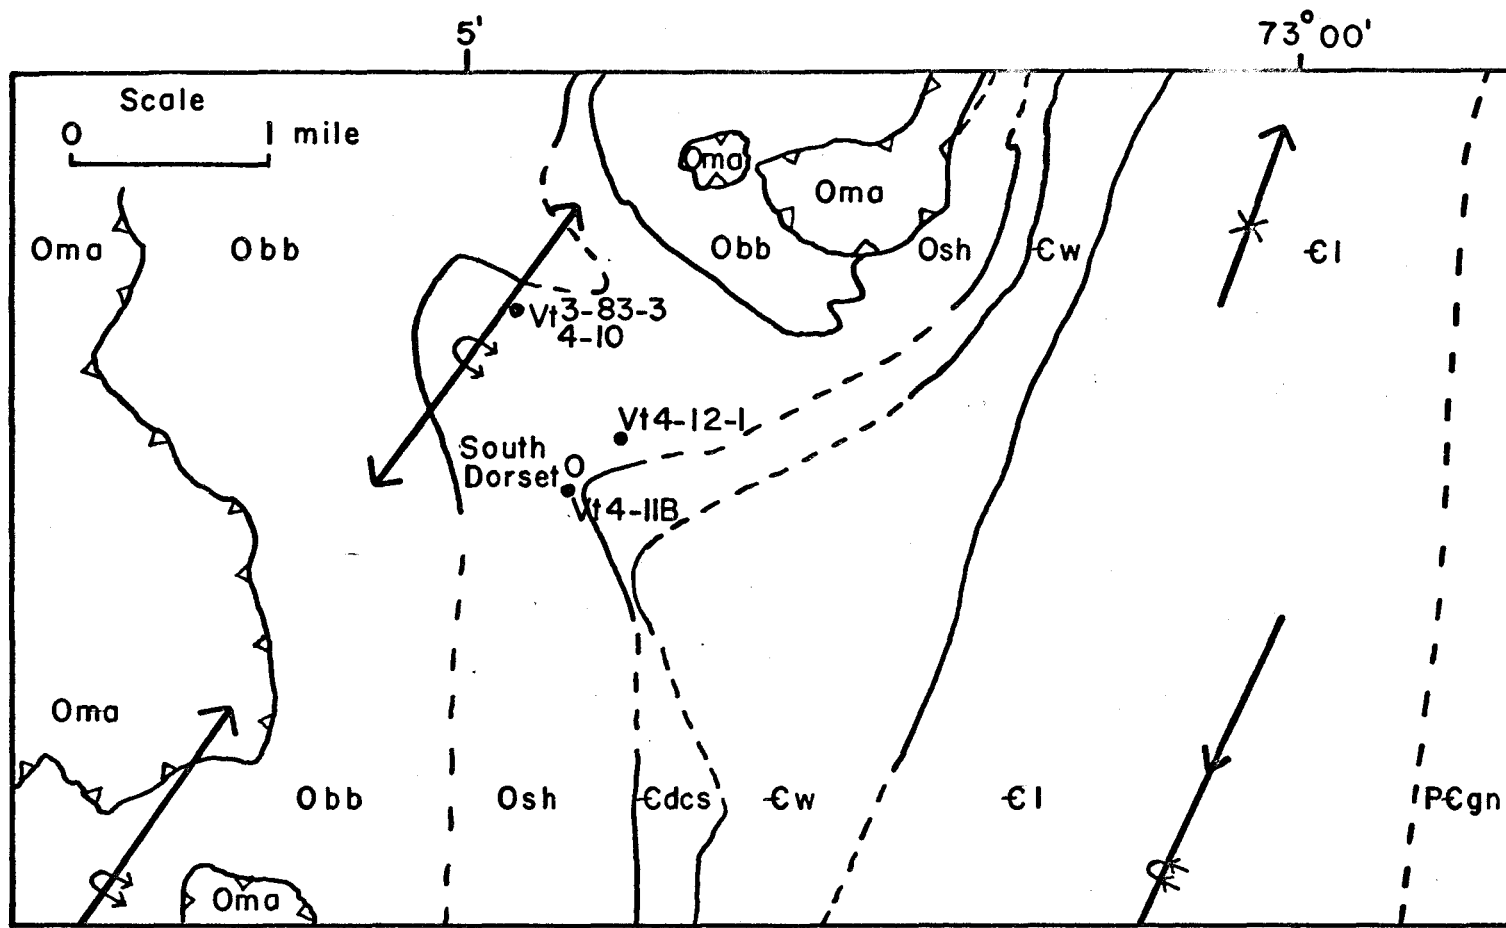 5'
73°00'
Scale
0 1 mile
Oma
Oma
Oma Obb
Obb Osh Єw Єl
Vt3-83-3
4-10
Vt4-12-1
South
Dorset
Vt4-11B
Oma
Obb Osh Єdcs Єw Єl PЄgn
Oma